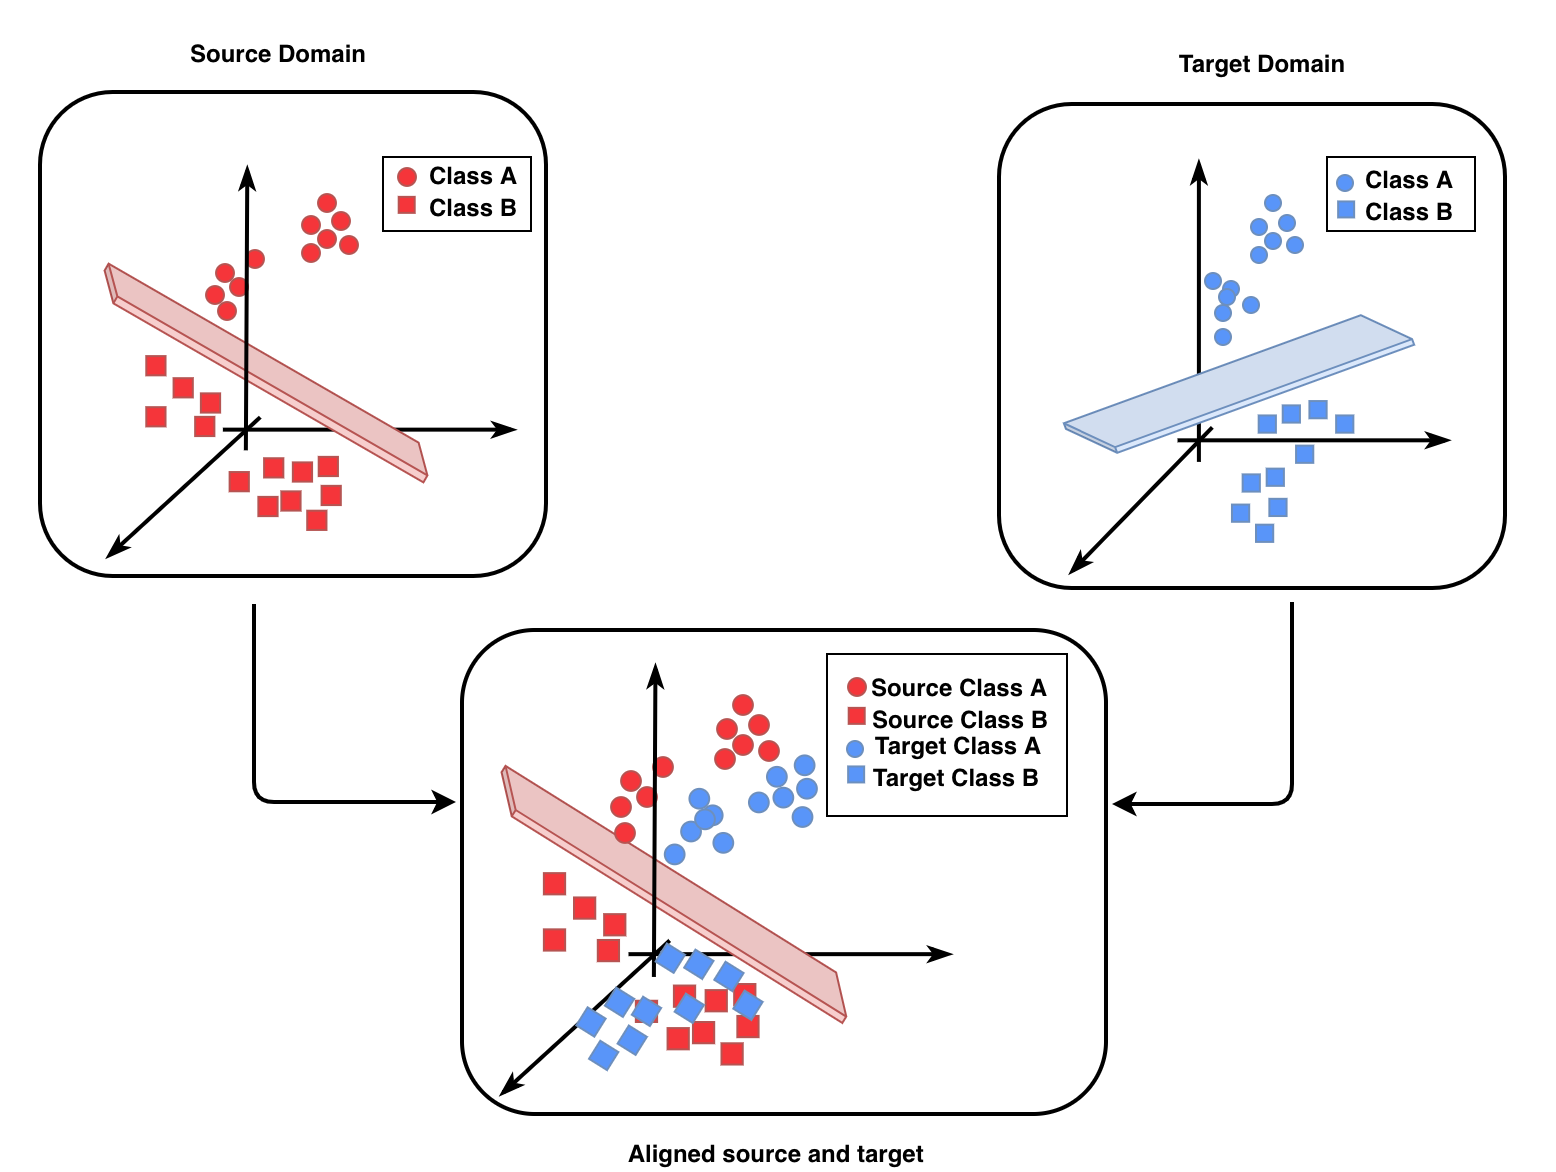 Source Domain
Target Domain
Class A
Class B
Class A
Class B
Source Class A
Source Class B
Target Class A
Target Class B
Aligned source and target